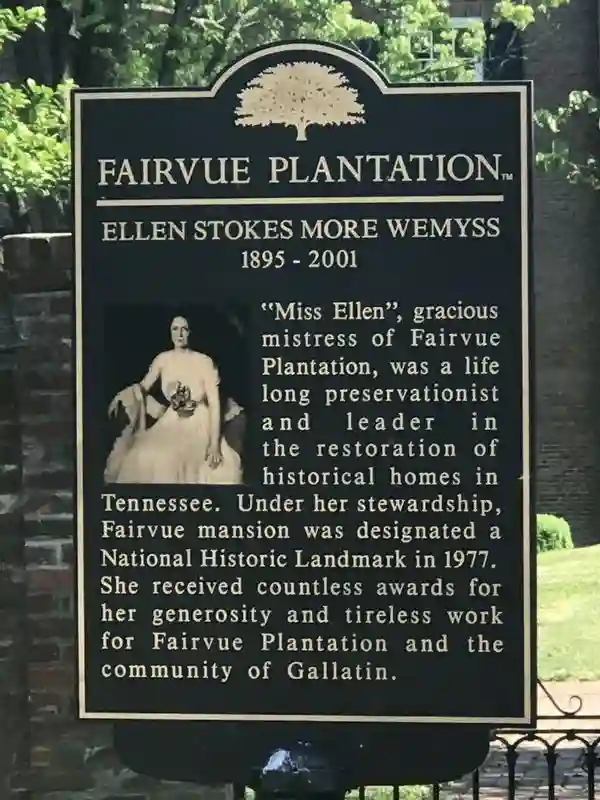 FAIRVUE PLANTATION™
ELLEN STOKES MORE WEMYSS
1895 - 2001
"Miss Ellen", gracious
mistress of Fairvue
Plantation, was a life
long preservationist
and leader in
the restoration of
historical homes in
Tennessee. Under her stewardship,
Fairvue mansion was designated a
National Historic Landmark in 1977.
She received countless awards for
her generosity and tireless work
for Fairvue Plantation and the
community of Gallatin.